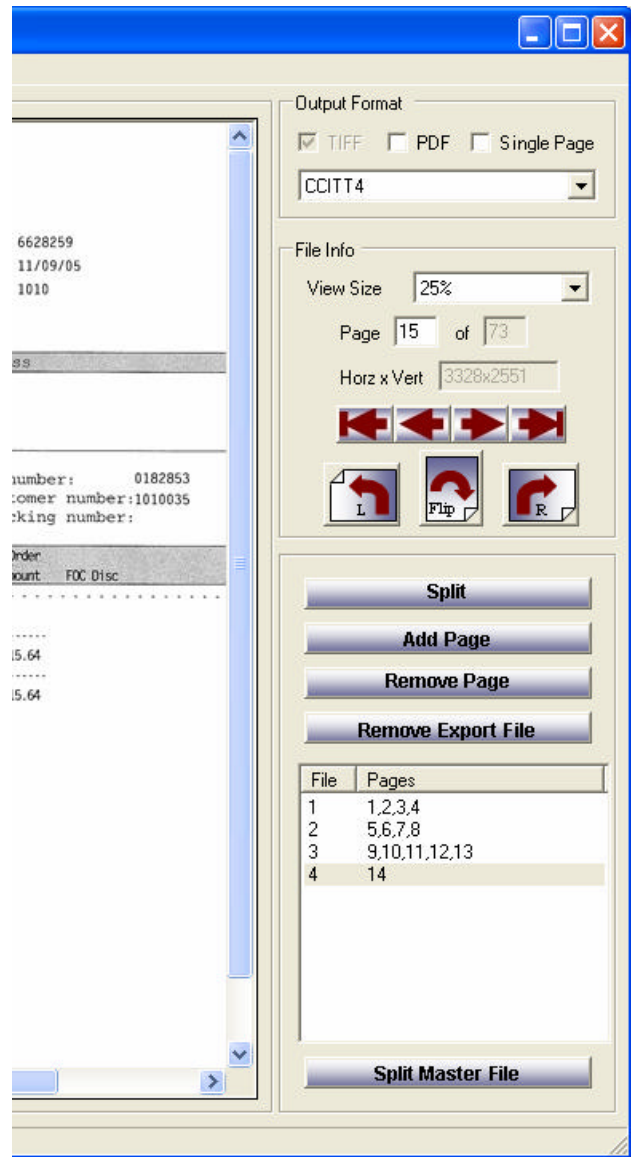 Output Format
TIFF PDF Single Page
CCITT4
6628259
11/09/05
1010
File Info
View Size 25%
Page 15 of 73
Horz x Vert 3328x2551
ss
number: 0182853
tomer number:1010035
cking number:
L Flip R
Order
mount FOC Disc
15.64
15.64
Split
Add Page
Remove Page
Remove Export File
File Pages
1 1,2,3,4
2 5,6,7,8
3 9,10,11,12,13
4 14
Split Master File